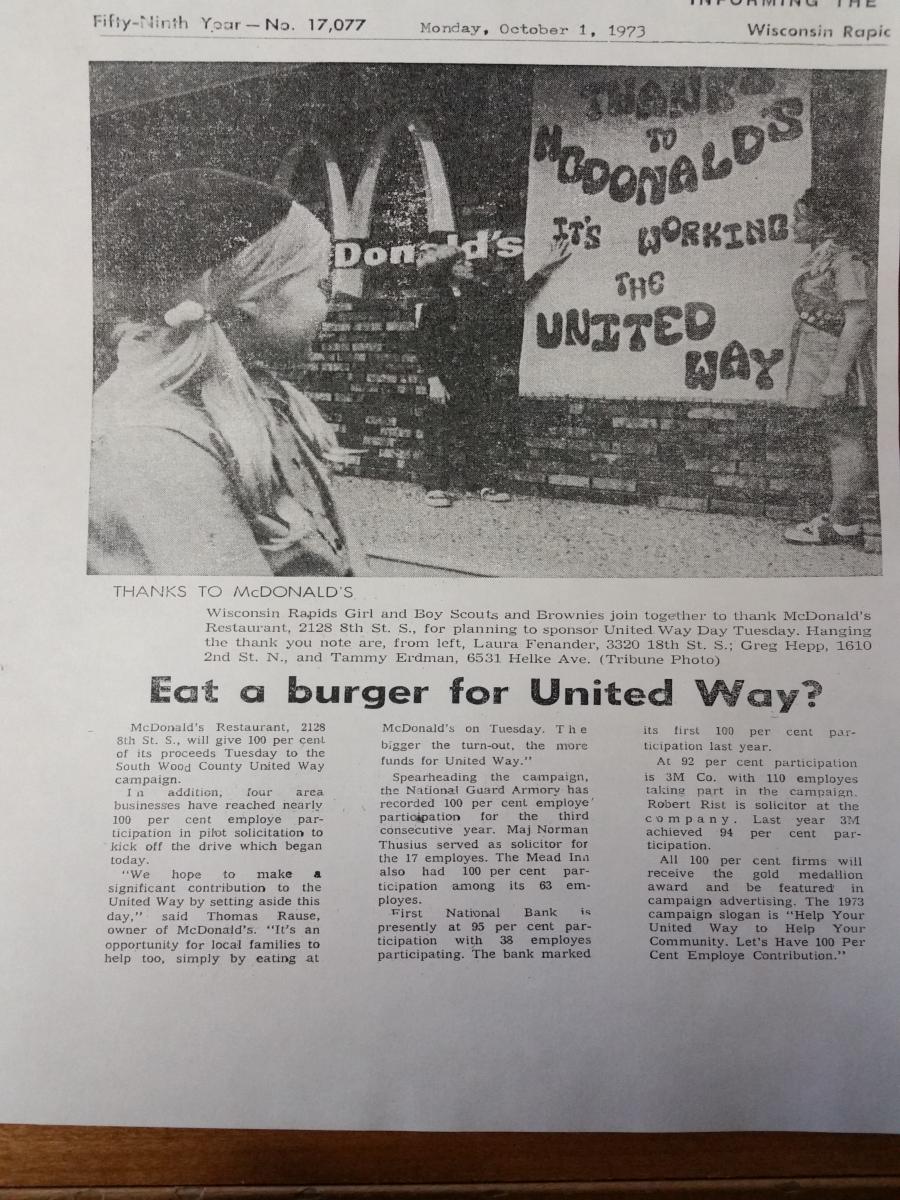 INFORMING THE
Fifty-Ninth Year — No. 17,077
Monday, October 1, 1973
Wisconsin Rapic
Don ld's
THANKS
TO
McDONALD'S
IT'S WORKING
THE
UNITED
WAY
THANKS TO McDONALD'S
Wisconsin Rapids Girl and Boy Scouts and Brownies join together to thank McDonald's
Restaurant, 2128 8th St. S., for planning to sponsor United Way Day Tuesday. Hanging
the thank you note are, from left, Laura Fenander, 3320 18th St. S.; Greg Hepp, 1610
2nd St. N., and Tammy Erdman, 6531 Helke Ave. (Tribune Photo)
Eat a burger for United Way?
McDonald's Restaurant, 2128
8th St. S., will give 100 per cent
of its proceeds Tuesday to the
South Wood County United Way
campaign.
In addition, four area
businesses have reached nearly
100 per cent employe par-
ticipation in pilot solicitation to
kick off the drive which began
today.
"We hope to make a
significant contribution to the
United Way by setting aside this
day," said Thomas Rause,
owner of McDonald's. "It's an
opportunity for local families to
help too, simply by eating at
McDonald's on Tuesday. The
bigger the turn-out, the more
funds for United Way."
Spearheading the campaign,
the National Guard Armory has
recorded 100 per cent employe
participation for the third
consecutive year. Maj Norman
Thusius served as solicitor for
the 17 employes. The Mead Inn
also had 100 per cent par-
ticipation among its 63 em-
ployes.
First National Bank is
presently at 95 per cent par-
ticipation with 38 employes
participating. The bank marked
its first 100 per cent par-
ticipation last year.
At 92 per cent participation
is 3M Co. with 110 employes
taking part in the campaign.
Robert Rist is solicitor at the
company. Last year 3M
achieved 94 per cent par-
ticipation.
All 100 per cent firms will
receive the gold medallion
award and be featured in
campaign advertising. The 1973
campaign slogan is "Help Your
United Way to Help Your
Community. Let's Have 100 Per
Cent Employe Contribution."